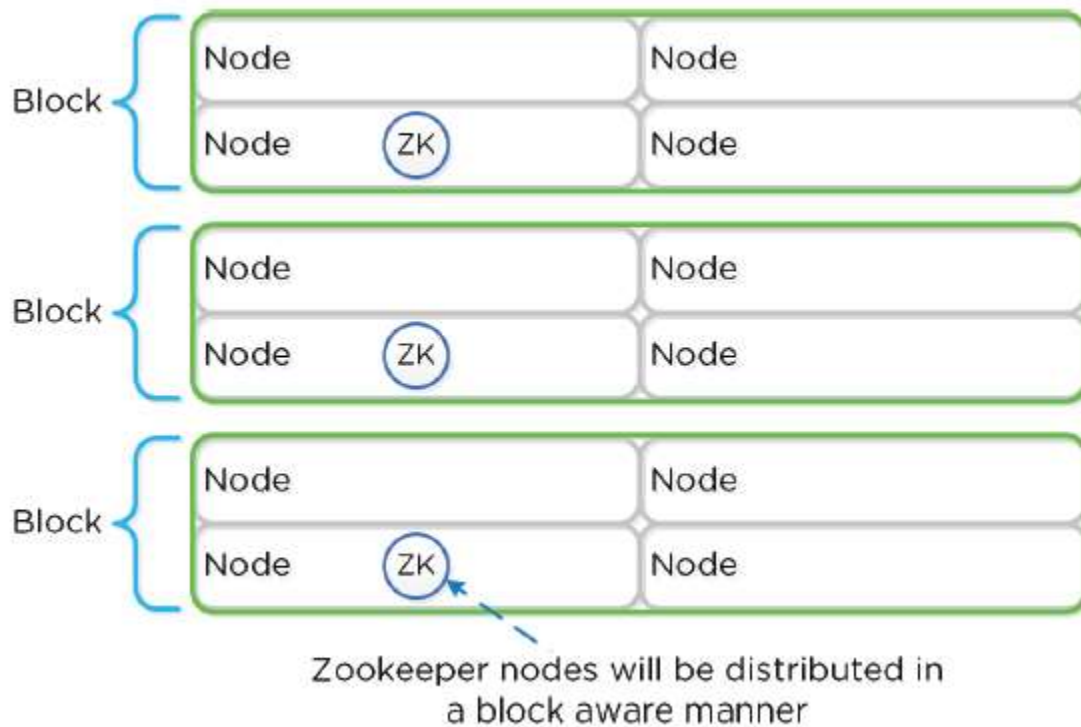 Node Node
Block
Node ZK Node
Node Node
Block
Node ZK Node
Node Node
Block
Node ZK Node
Zookeeper nodes will be distributed in
a block aware manner